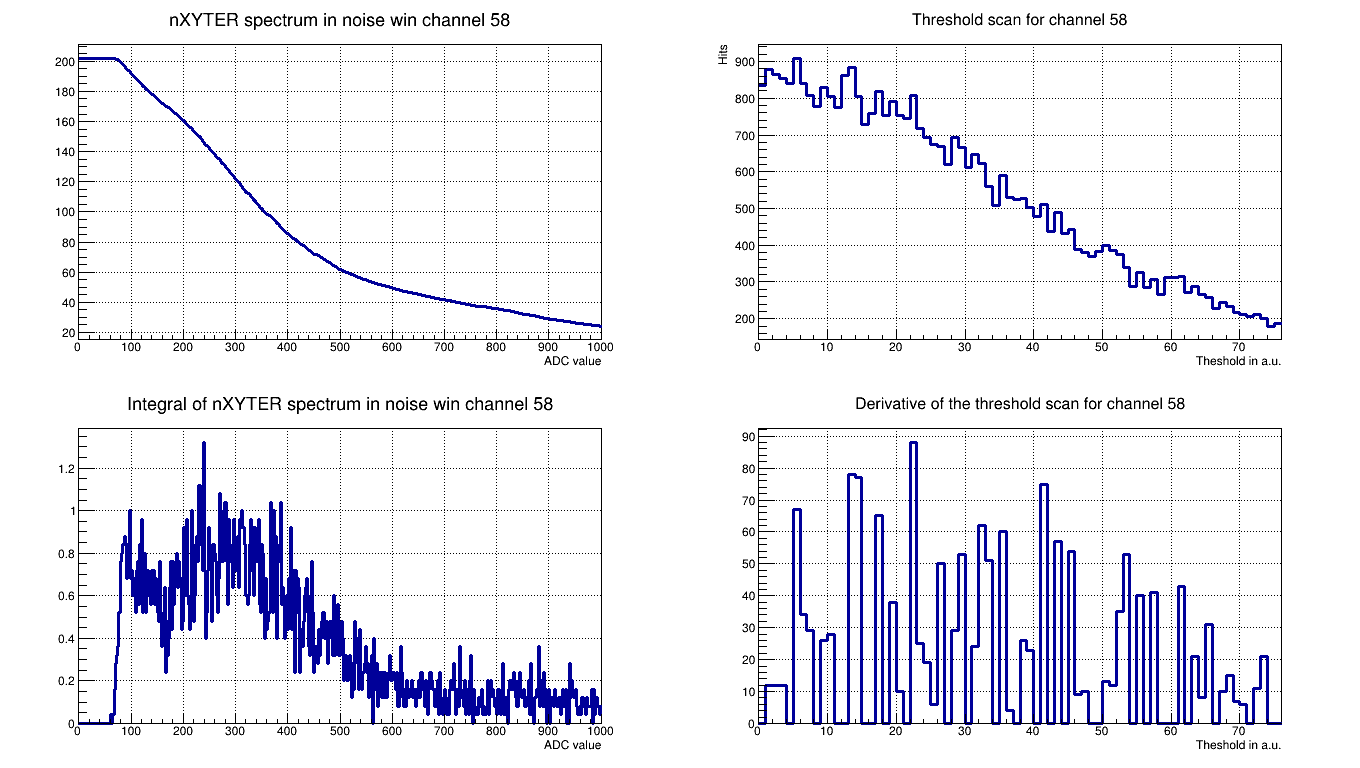 nXYTER spectrum in noise win channel 58
200
180
160
140
120
100
80
60
40
20
0 100 200 300 400 500 600 700 800 900 1000
ADC value
Threshold scan for channel 58
Hits
900
800
700
600
500
400
300
200
0 10 20 30 40 50 60 70
Theshold in a.u.
Integral of nXYTER spectrum in noise win channel 58
1.2
1
0.8
0.6
0.4
0.2
0
0 100 200 300 400 500 600 700 800 900 1000
ADC value
Derivative of the threshold scan for channel 58
90
80
70
60
50
40
30
20
10
0
0 10 20 30 40 50 60 70
Theshold in a.u.